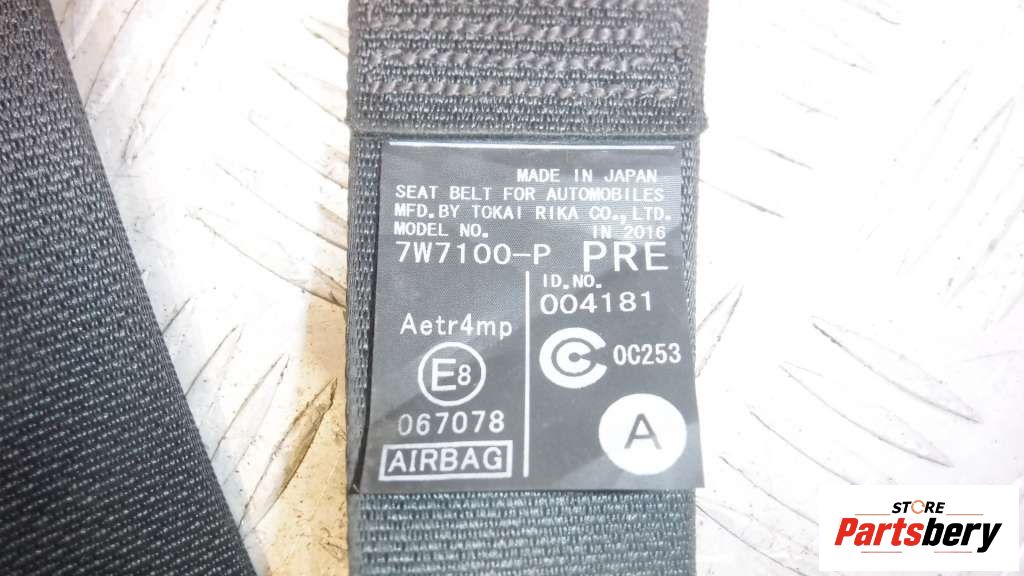 MADE IN JAPAN
SEAT BELT FOR AUTOMOBILES
MFD.BY TOKAI RIKA CO.,LTD.
MODEL NO. IN 2016
7W7100-P PRE
ID.NO.
004181
Aetr4mp
E8
067078
AIRBAG
CC 0C253
A
STORE
Partsbery